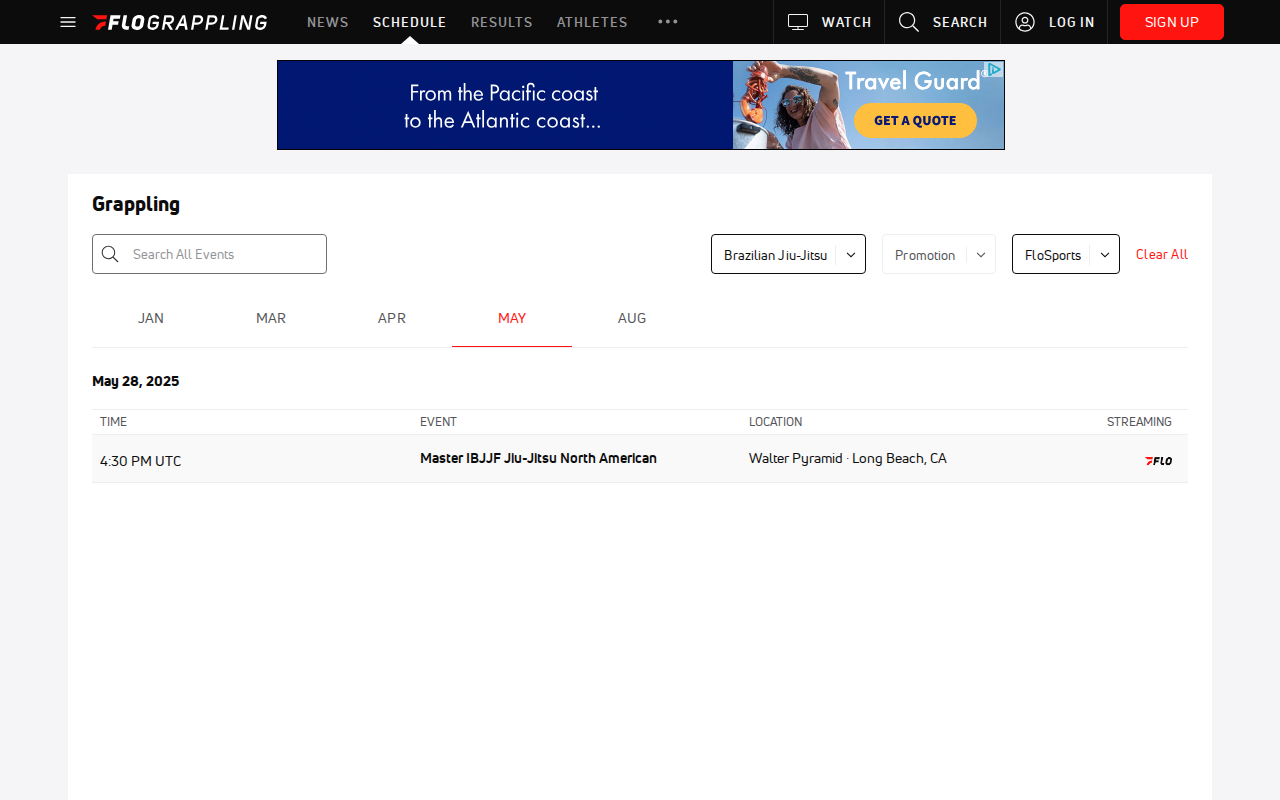 FLOGRAPPLING NEWS SCHEDULE RESULTS ATHLETES WATCH SEARCH LOG IN SIGN UP
From the Pacific coast
to the Atlantic coast...
Travel Guard®
GET A QUOTE
Grappling
Search All Events
Brazilian Jiu-Jitsu
Promotion
FloSports
Clear All
JAN MAR APR MAY AUG
May 28, 2025
TIME EVENT LOCATION STREAMING
4:30 PM UTC Master IBJJF Jiu-Jitsu North American Walter Pyramid · Long Beach, CA FLO